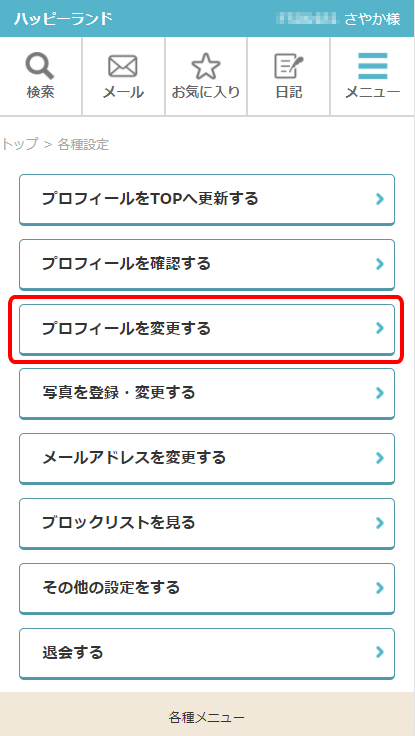 ハッピーランド
さやか様
検索
メール
お気に入り
日記
メニュー
トップ > 各種設定
プロフィールをTOPへ更新する
プロフィールを確認する
プロフィールを変更する
写真を登録・変更する
メールアドレスを変更する
ブロックリストを見る
その他の設定をする
退会する
各種メニュー